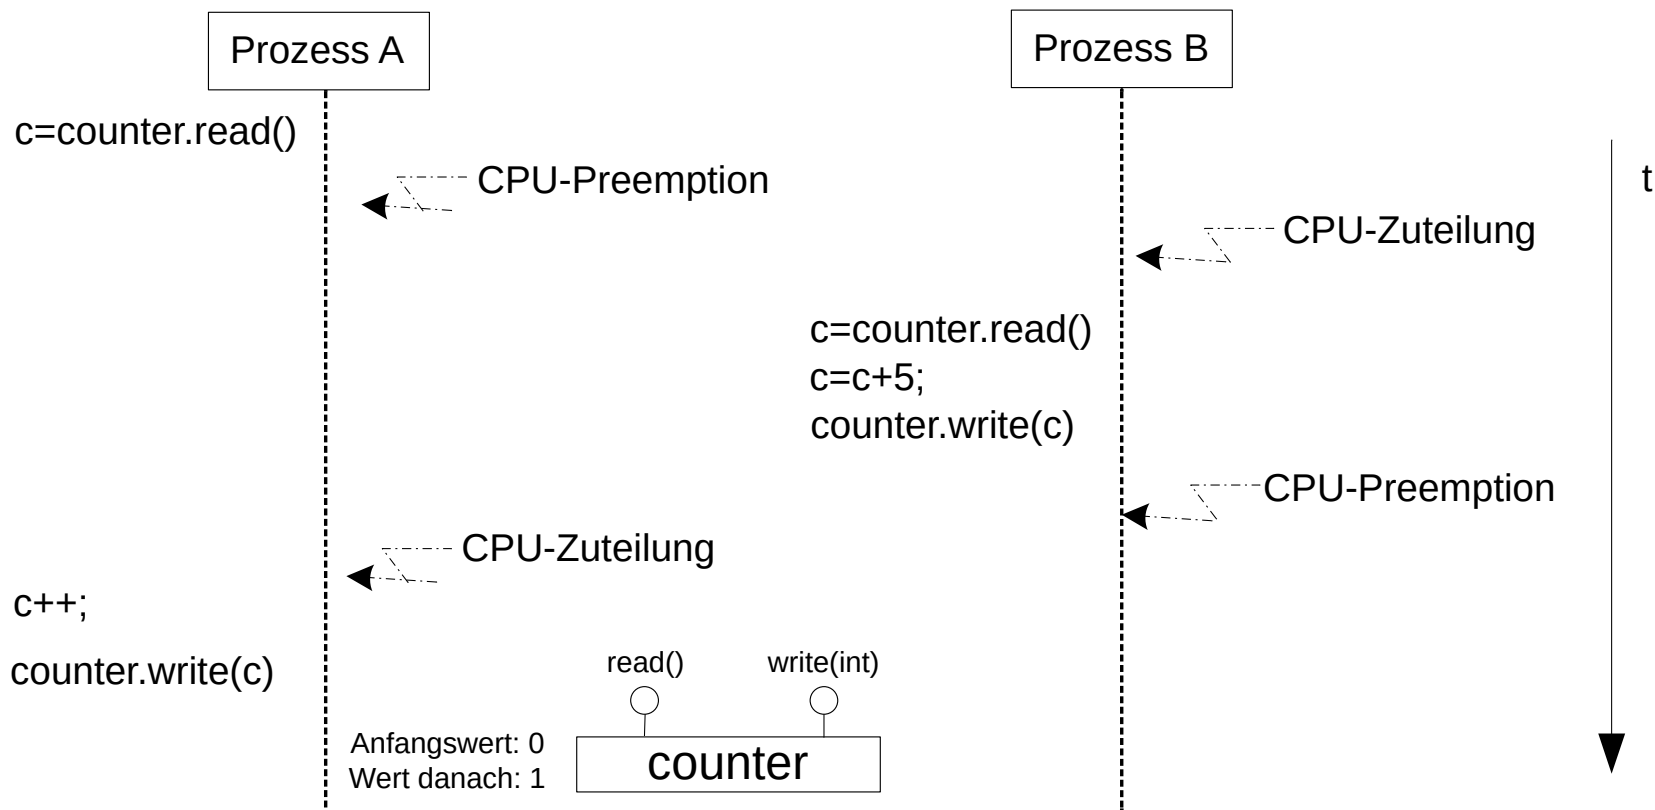 Prozess A
Prozess B
c=counter.read()
CPU-Preemption
t
CPU-Zuteilung
c=counter.read()
c=c+5;
counter.write(c)
CPU-Preemption
CPU-Zuteilung
c++;
counter.write(c)
read()
write(int)
Anfangswert: 0
Wert danach: 1
counter